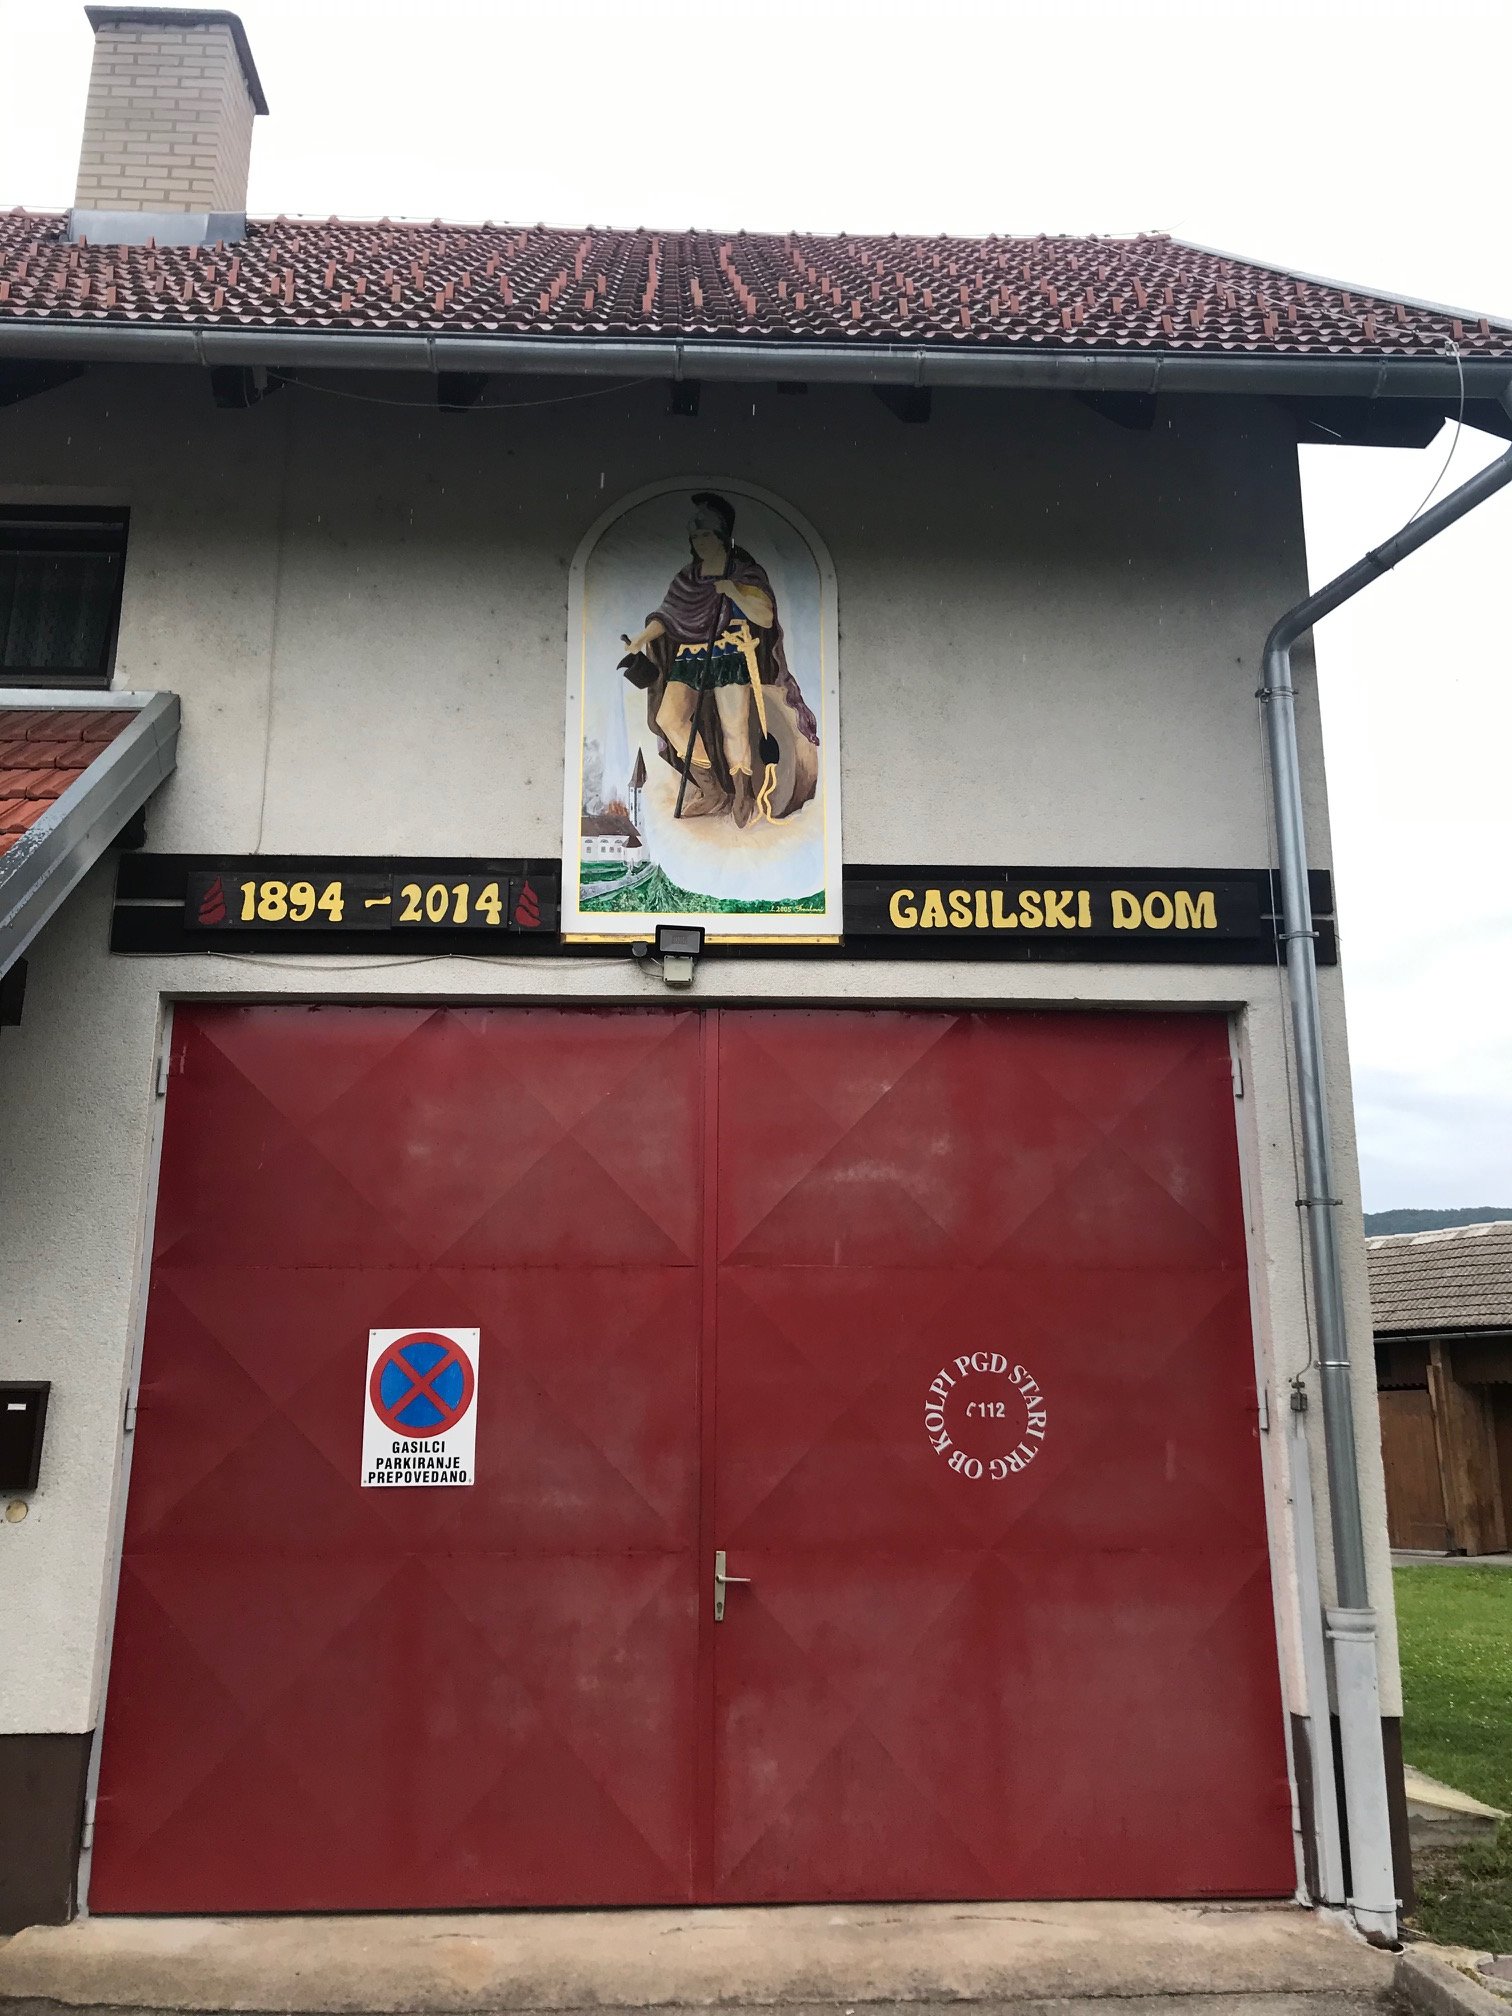 1894 - 2014
GASILSKI DOM
GASILCI
PARKIRANJE
PREPOVEDANO
PGD STARI TRG OB KOLPI
112